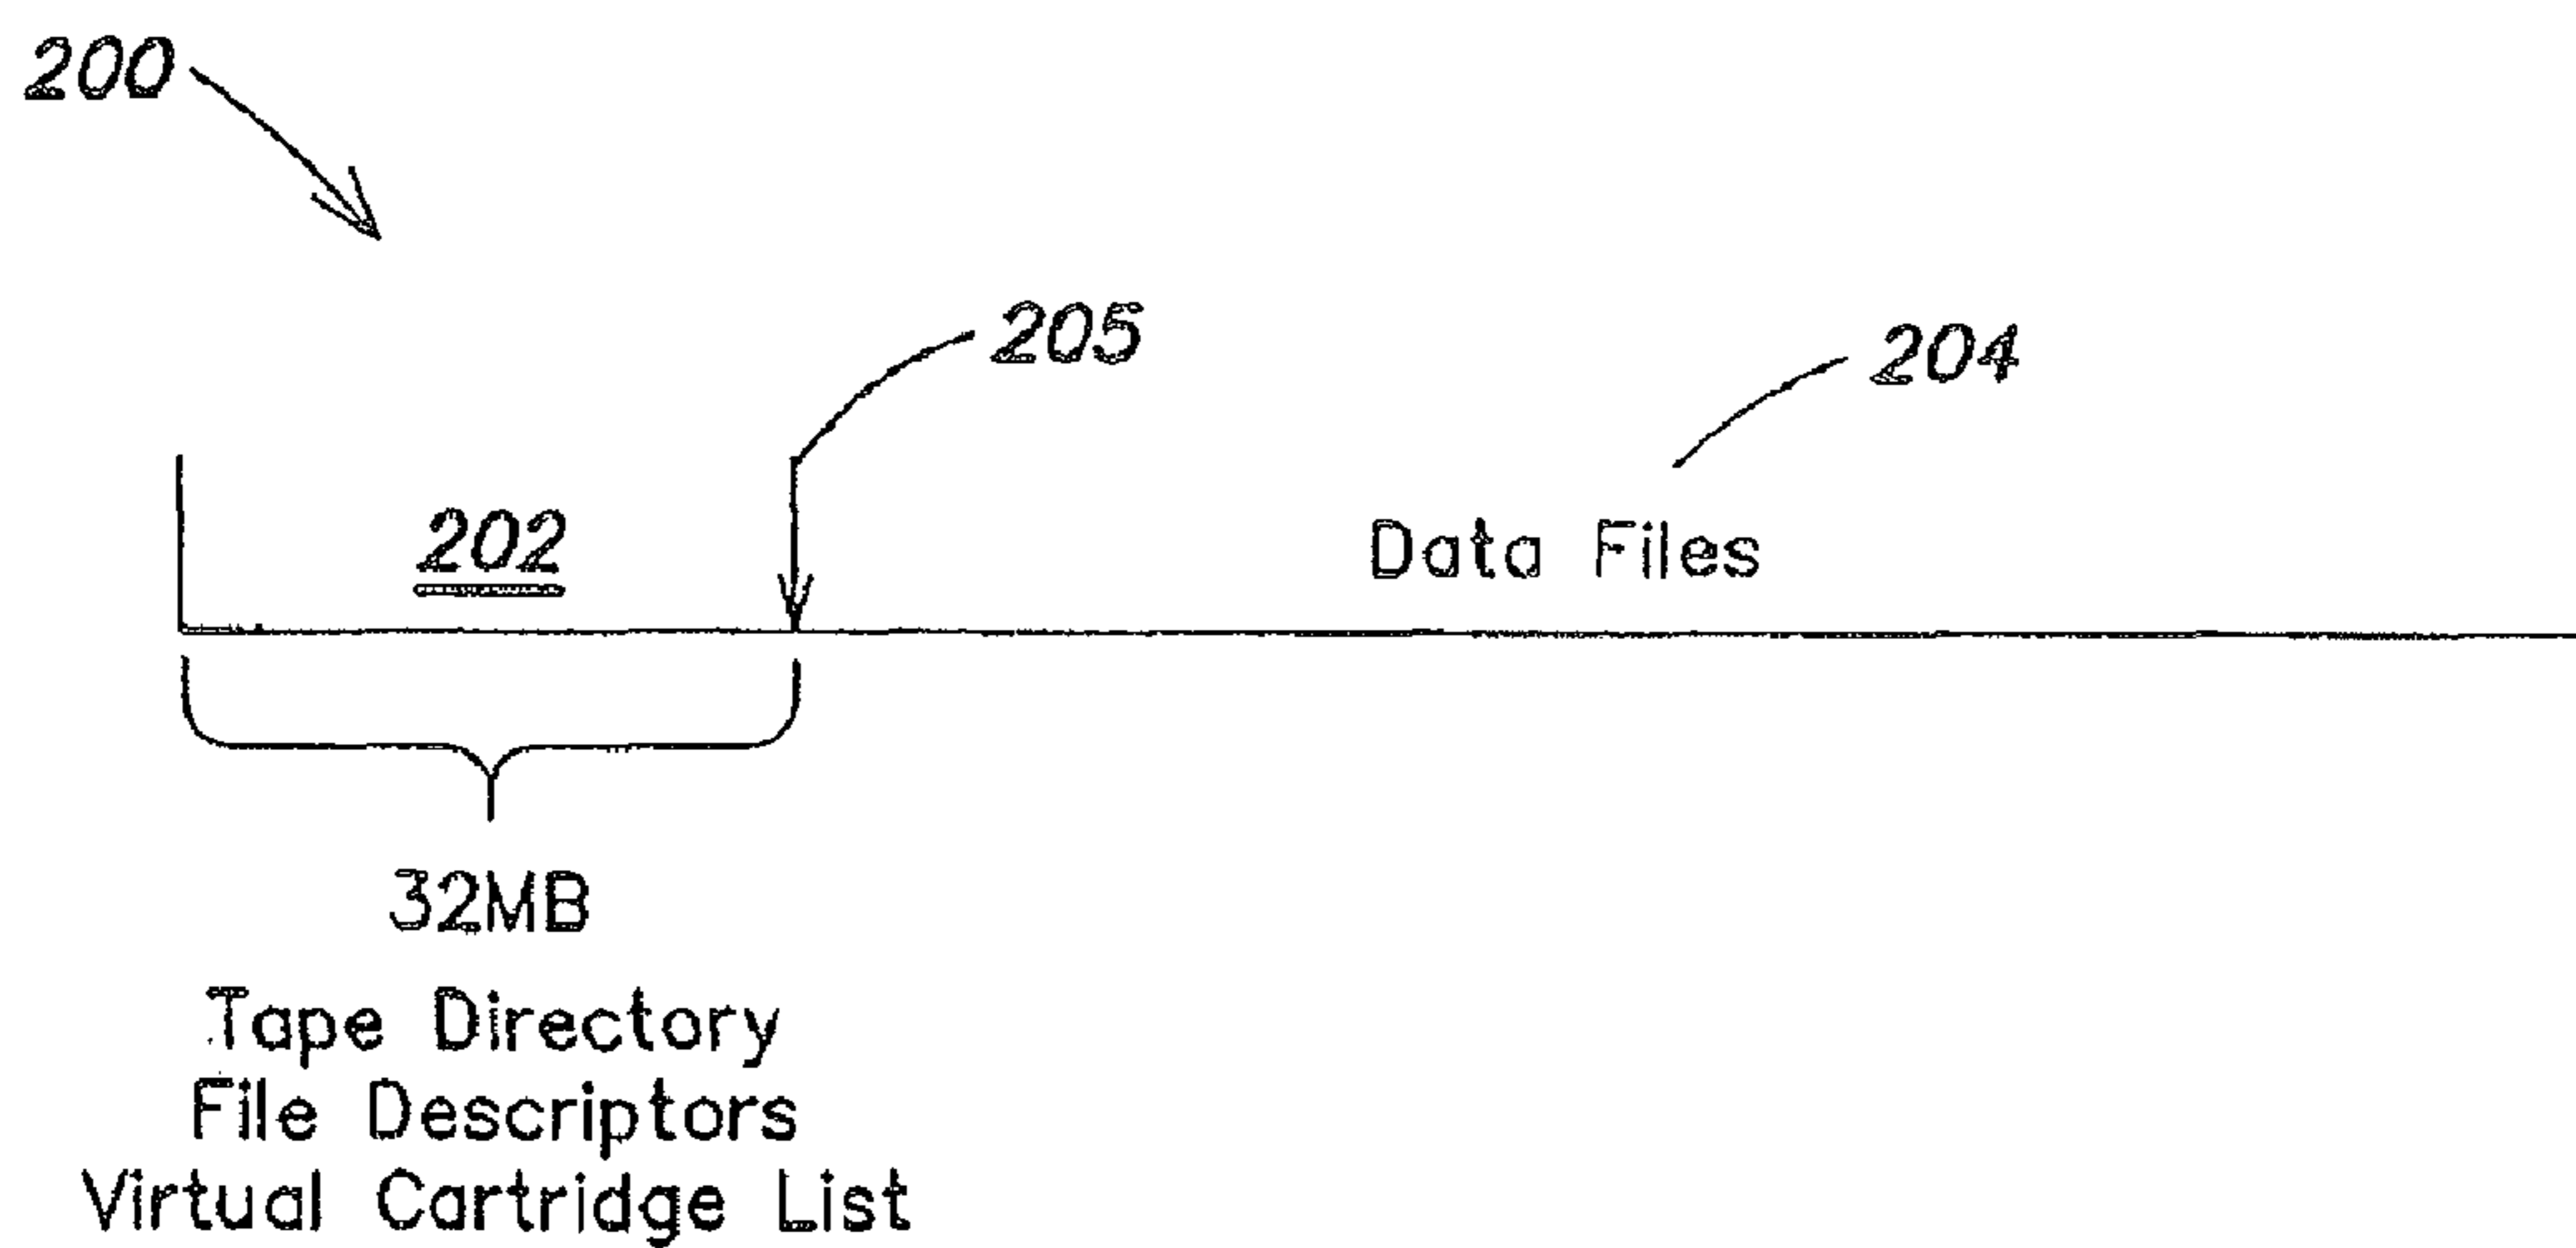 200
205
204
202
Data Files
32MB
Tape Directory
File Descriptors
Virtual Cartridge List